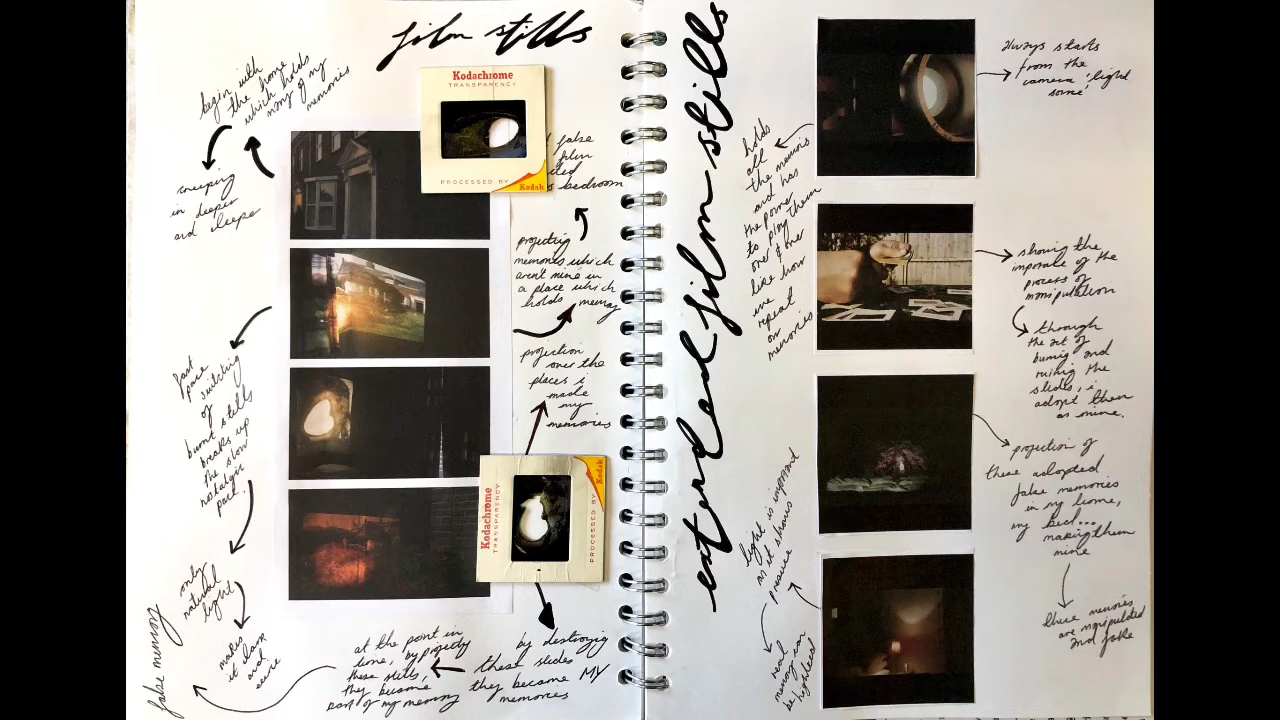 film stills
begin with
the home
which holds
many of my
memories
creeping
in deeper
and deeper
Kodachrome
TRANSPARENCY
PROCESSED BY
Kodak
false
film
bedroom
projecting
memories which
aren't mine in
a place which
holds memory
projection
over the
places i
made
my
memories
fast
pace
of switching
burnt stills
breaks up
the slow
nostalgic
part.
Kodachrome
TRANSPARENCY
PROCESSED BY
Kodak
only
natural
light
makes
it dark
and
eerie
false memory
at the point in
time, by projecting
these stills,
they became
part of my memory
by destroying
these slides
they became MY
memories
extended film stills
holds
all
the memories
and has
the power
to play them
over & over
like how
we
repeat
our
memories
always starts
from the
camera 'light
showing the
importance of the
process of
manipulation
through
the act of
burning and
ruining the
slides, i
adopt them
as mine.
projection of
these adopted
false memories
in my home,
my bed...
making them
mine
these memories
are manipulated
and fake
light is important
as it shows
real
memory can
be